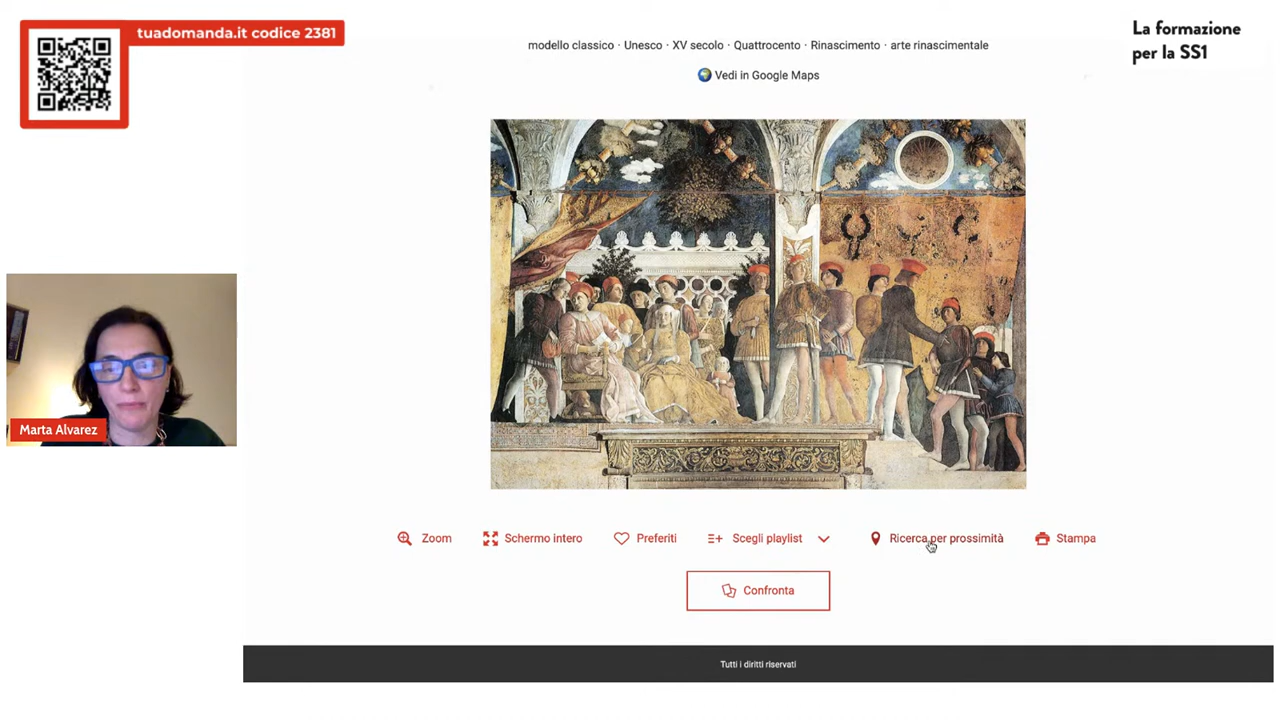 tuadomanda.it codice 2381
La formazione
per la SS1
modello classico · Unesco · XV secolo · Quattrocento · Rinascimento · arte rinascimentale
Vedi in Google Maps
Marta Alvarez
Zoom
Schermo intero
Preferiti
Scegli playlist
Ricerca per prossimità
Stampa
Confronta
Tutti i diritti riservati